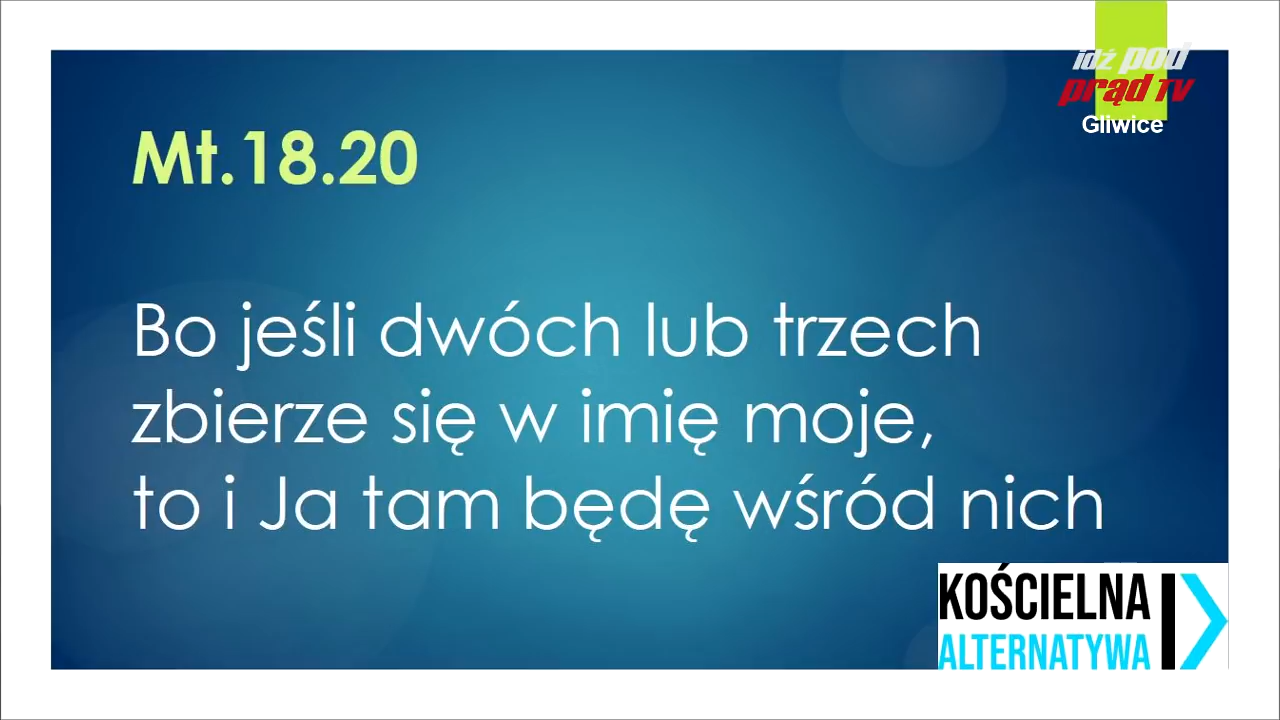 idź pod
prąd TV
Gliwice
Mt.18.20
Bo jeśli dwóch lub trzech
zbierze się w imię moje,
to i Ja tam będę wśród nich
KOŚCIELNA
ALTERNATYWA